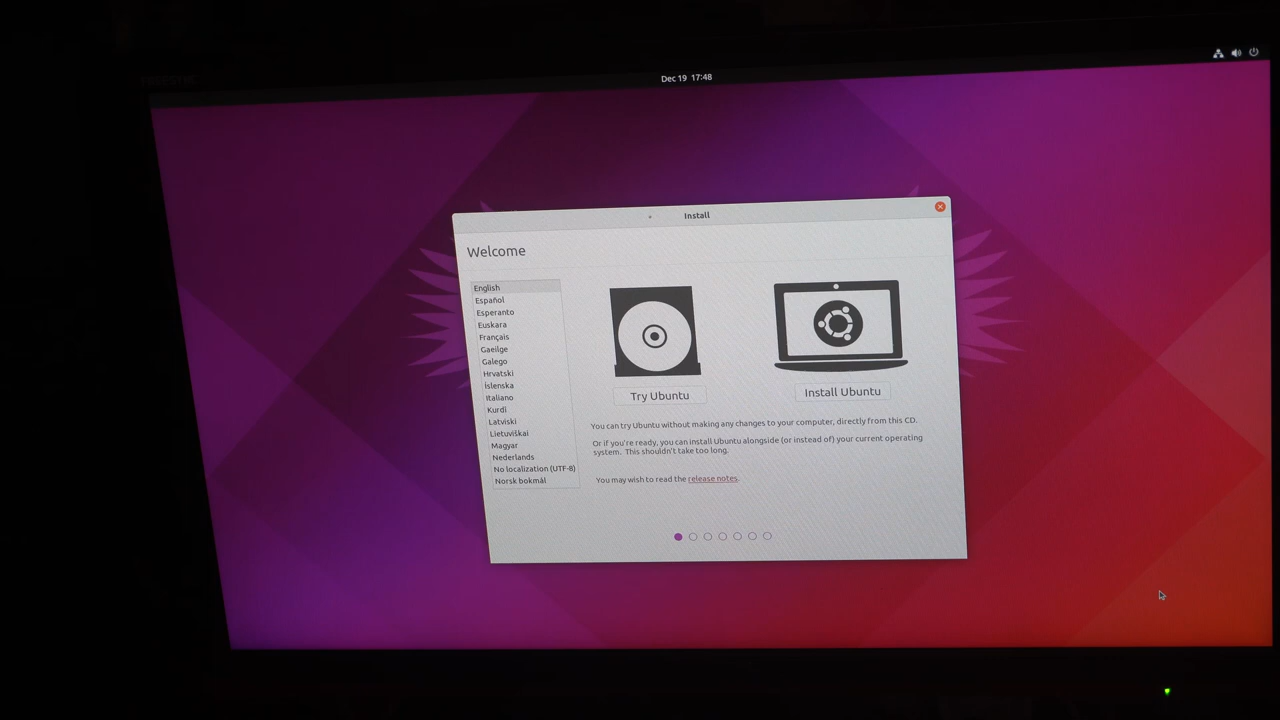 Dec 19 17:48
Install
Welcome
English
Español
Esperanto
Euskara
Français
Gaeilge
Galego
Hrvatski
Íslenska
Italiano
Kurdî
Latviski
Lietuviškai
Magyar
Nederlands
No localization (UTF-8)
Norsk bokmål
Try Ubuntu
Install Ubuntu
You can try Ubuntu without making any changes to your computer, directly from this CD.
Or if you're ready, you can install Ubuntu alongside (or instead of) your current operating
system. This shouldn't take too long.
You may wish to read the release notes.